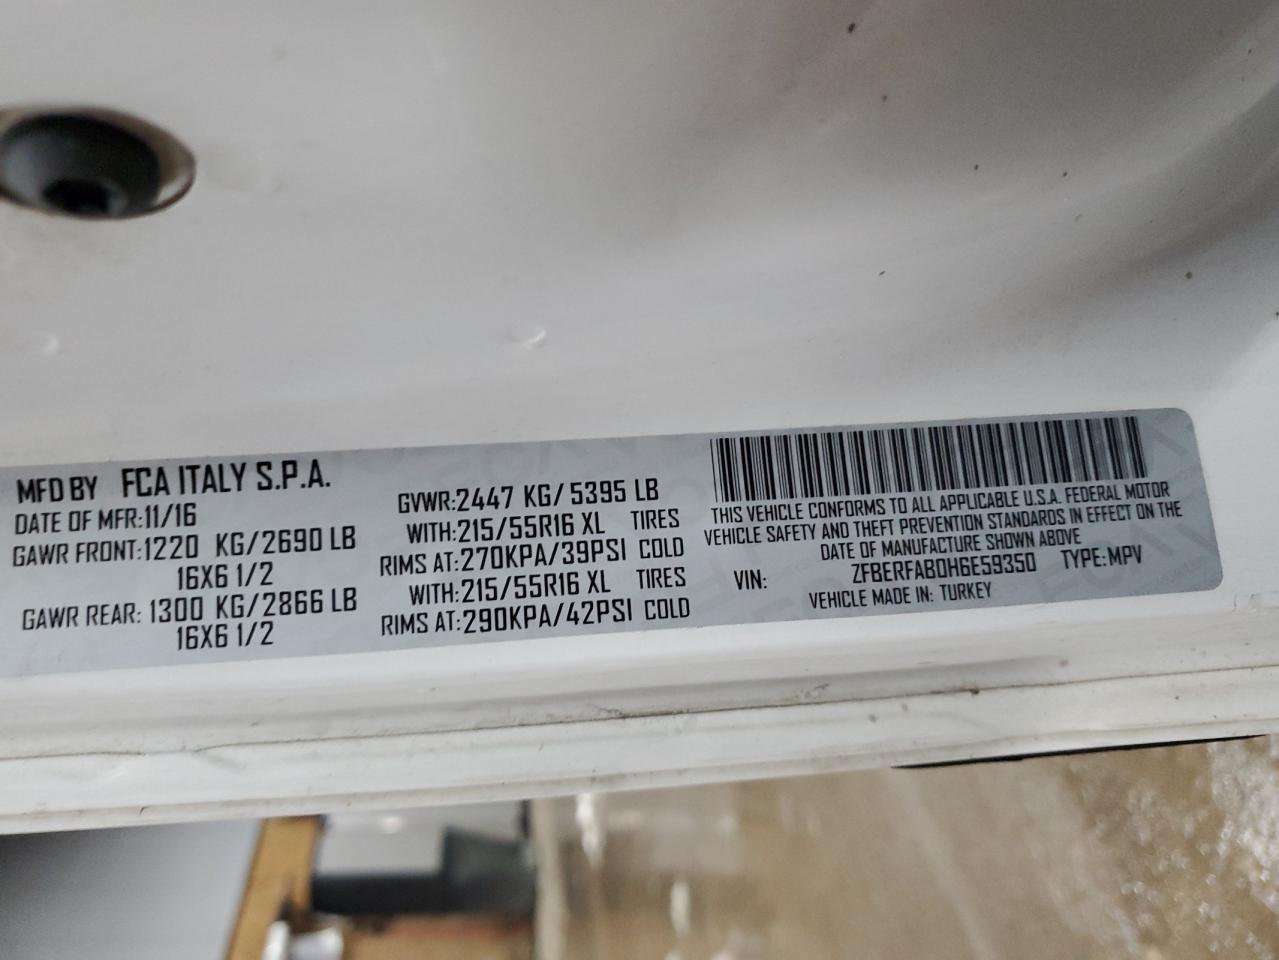 MFD BY FCA ITALY S.P.A.
DATE OF MFR:11/16
GAWR FRONT:1220 KG/2690 LB
16X6 1/2
GAWR REAR: 1300 KG/2866 LB
16X6 1/2
GVWR:2447 KG/5395 LB
WITH:215/55R16 XL TIRES
RIMS AT:270KPA/39PSI COLD
WITH:215/55R16 XL TIRES
RIMS AT:290KPA/42PSI COLD
THIS VEHICLE CONFORMS TO ALL APPLICABLE U.S.A. FEDERAL MOTOR
VEHICLE SAFETY AND THEFT PREVENTION STANDARDS IN EFFECT ON THE
DATE OF MANUFACTURE SHOWN ABOVE
VIN: ZFBERFAB0H6E59350 TYPE:MPV
VEHICLE MADE IN: TURKEY